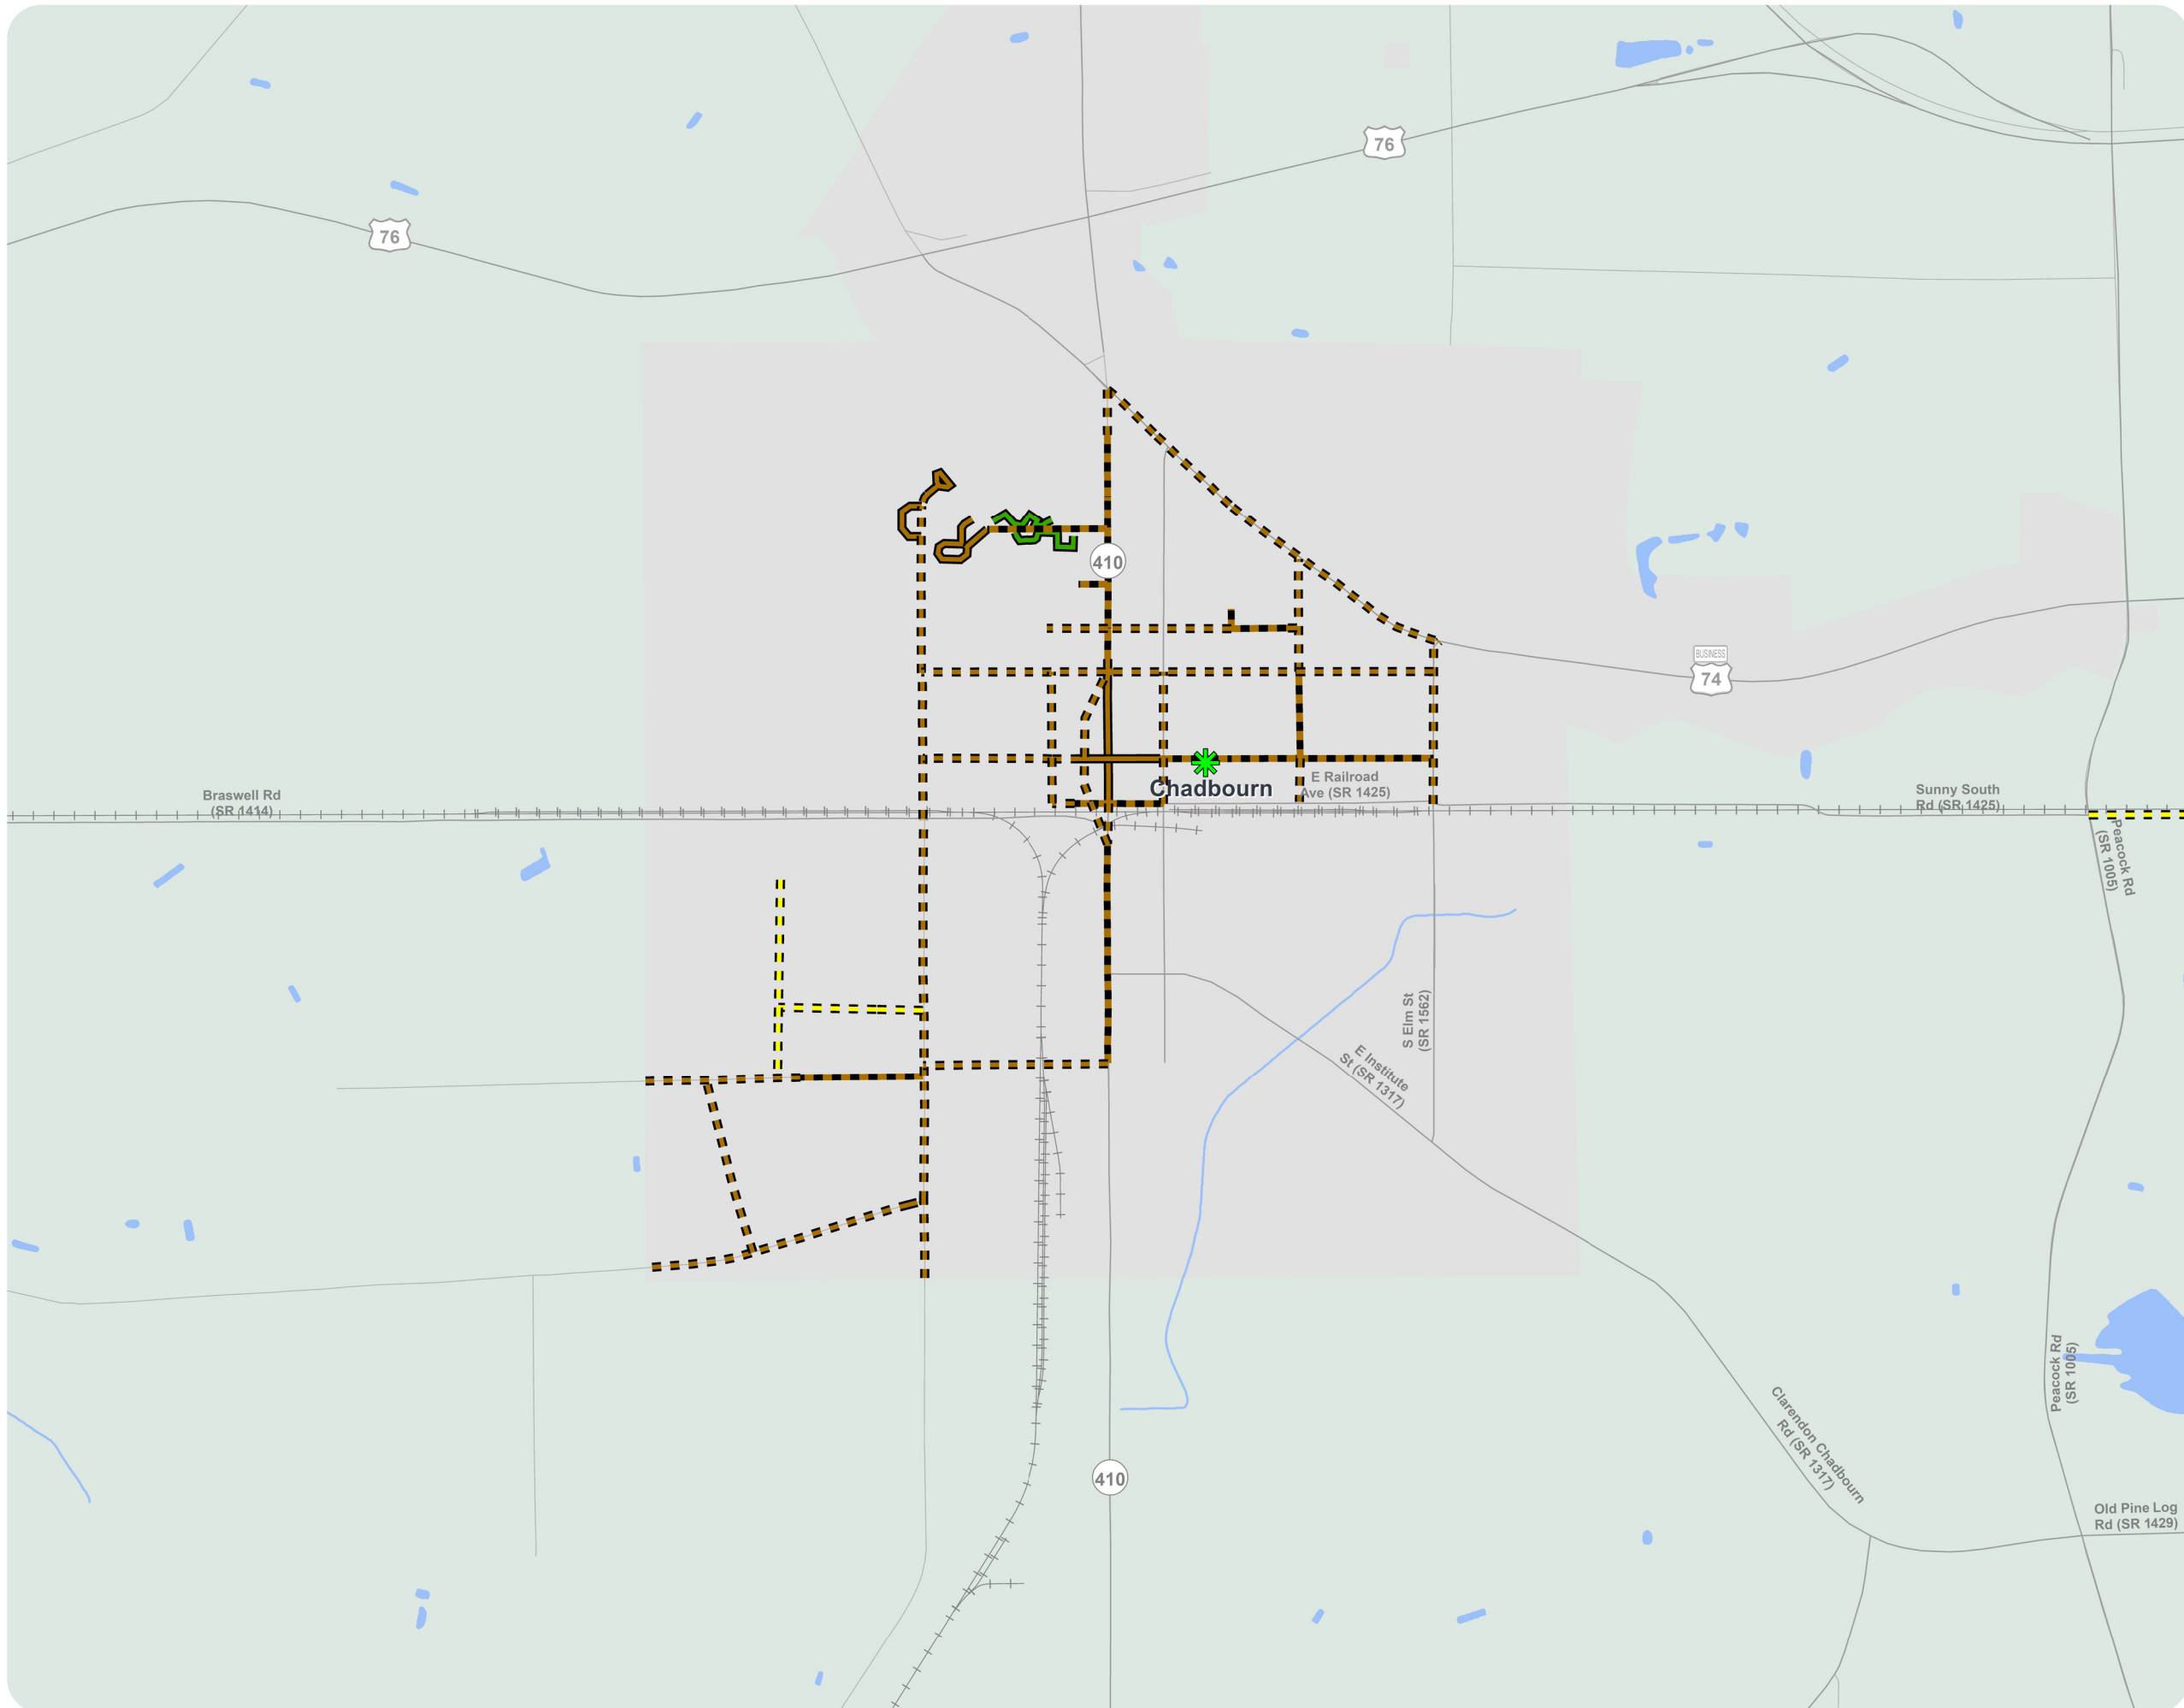 76
76
410
BUSINESS
74
E Railroad
Ave (SR 1425)
Chadbourn
Braswell Rd
(SR 1414)
Sunny South
Rd (SR 1425)
Peacock Rd
(SR 1005)
S Elm St
(SR 1562)
E Institute
St (SR 1317)
Peacock Rd
(SR 1005)
Clarendon Chadbourn
Rd (SR 1317)
410
Old Pine Log
Rd (SR 1429)